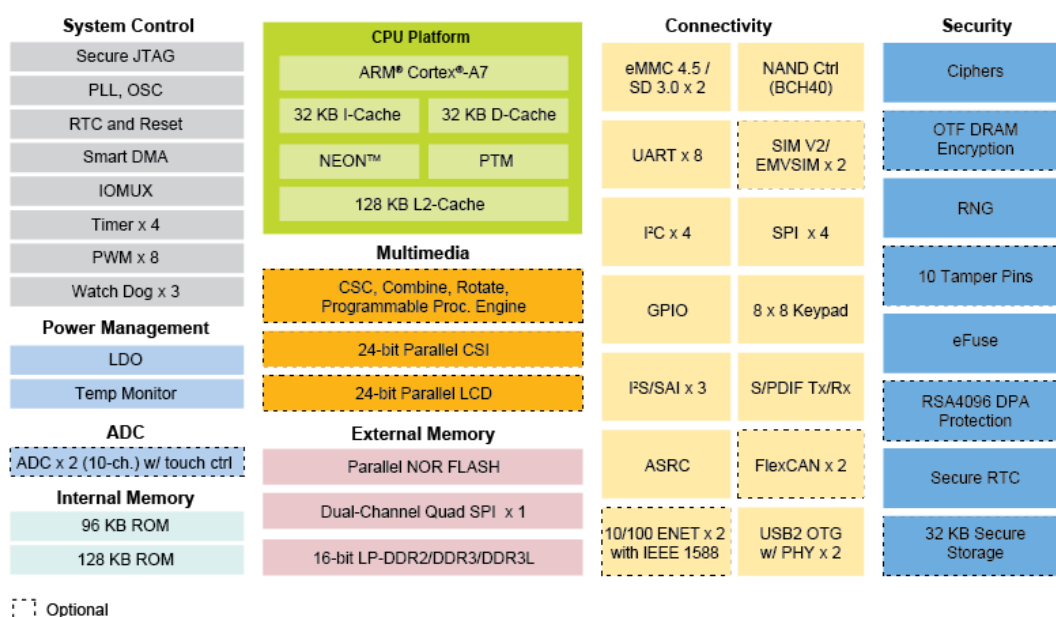 System Control
Secure JTAG
PLL, OSC
RTC and Reset
Smart DMA
IOMUX
Timer x 4
PWM x 8
Watch Dog x 3
Power Management
LDO
Temp Monitor
ADC
ADC x 2 (10-ch.) w/ touch ctrl
Internal Memory
96 KB ROM
128 KB ROM
Optional
CPU Platform
ARM® Cortex®-A7
32 KB I-Cache
32 KB D-Cache
NEON™
PTM
128 KB L2-Cache
Multimedia
CSC, Combine, Rotate,
Programmable Proc. Engine
24-bit Parallel CSI
24-bit Parallel LCD
External Memory
Parallel NOR FLASH
Dual-Channel Quad SPI x 1
16-bit LP-DDR2/DDR3/DDR3L
Connectivity
eMMC 4.5 /
SD 3.0 x 2
NAND Ctrl
(BCH40)
UART x 8
SIM V2/
EMVSIM x 2
I²C x 4
SPI x 4
GPIO
8 x 8 Keypad
I²S/SAI x 3
S/PDIF Tx/Rx
ASRC
FlexCAN x 2
10/100 ENET x 2
with IEEE 1588
USB2 OTG
w/ PHY x 2
Security
Ciphers
OTF DRAM
Encryption
RNG
10 Tamper Pins
eFuse
RSA4096 DPA
Protection
Secure RTC
32 KB Secure
Storage